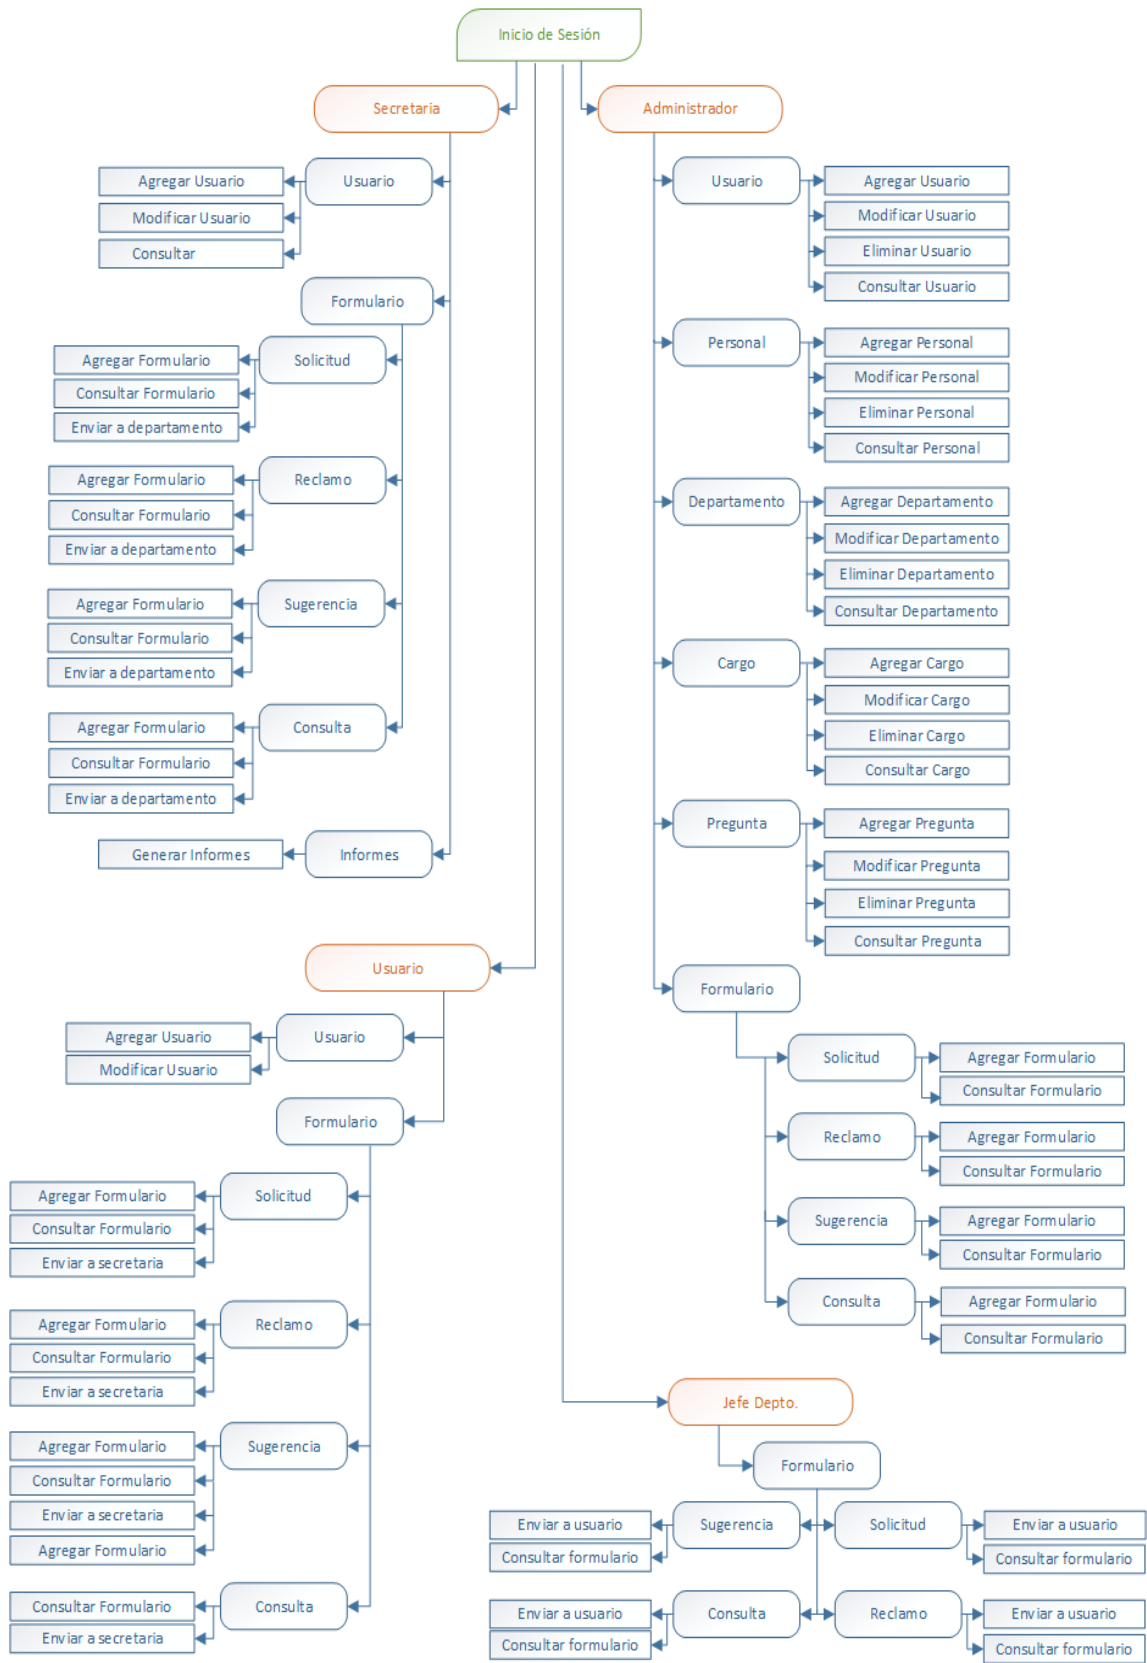 Inicio de Sesión
Secretaria
Usuario
Agregar Usuario
Modificar Usuario
Consultar
Formulario
Solicitud
Agregar Formulario
Consultar Formulario
Enviar a departamento
Reclamo
Agregar Formulario
Consultar Formulario
Enviar a departamento
Sugerencia
Agregar Formulario
Consultar Formulario
Enviar a departamento
Consulta
Agregar Formulario
Consultar Formulario
Enviar a departamento
Informes
Generar Informes
Administrador
Usuario
Agregar Usuario
Modificar Usuario
Eliminar Usuario
Consultar Usuario
Personal
Agregar Personal
Modificar Personal
Eliminar Personal
Consultar Personal
Departamento
Agregar Departamento
Modificar Departamento
Eliminar Departamento
Consultar Departamento
Cargo
Agregar Cargo
Modificar Cargo
Eliminar Cargo
Consultar Cargo
Pregunta
Agregar Pregunta
Modificar Pregunta
Eliminar Pregunta
Consultar Pregunta
Formulario
Solicitud
Agregar Formulario
Consultar Formulario
Reclamo
Agregar Formulario
Consultar Formulario
Sugerencia
Agregar Formulario
Consultar Formulario
Consulta
Agregar Formulario
Consultar Formulario
Usuario
Usuario
Agregar Usuario
Modificar Usuario
Formulario
Solicitud
Agregar Formulario
Consultar Formulario
Enviar a secretaria
Reclamo
Agregar Formulario
Consultar Formulario
Enviar a secretaria
Sugerencia
Agregar Formulario
Consultar Formulario
Enviar a secretaria
Agregar Formulario
Consulta
Consultar Formulario
Enviar a secretaria
Jefe Depto.
Formulario
Sugerencia
Enviar a usuario
Consultar formulario
Solicitud
Enviar a usuario
Consultar formulario
Consulta
Enviar a usuario
Consultar formulario
Reclamo
Enviar a usuario
Consultar formulario